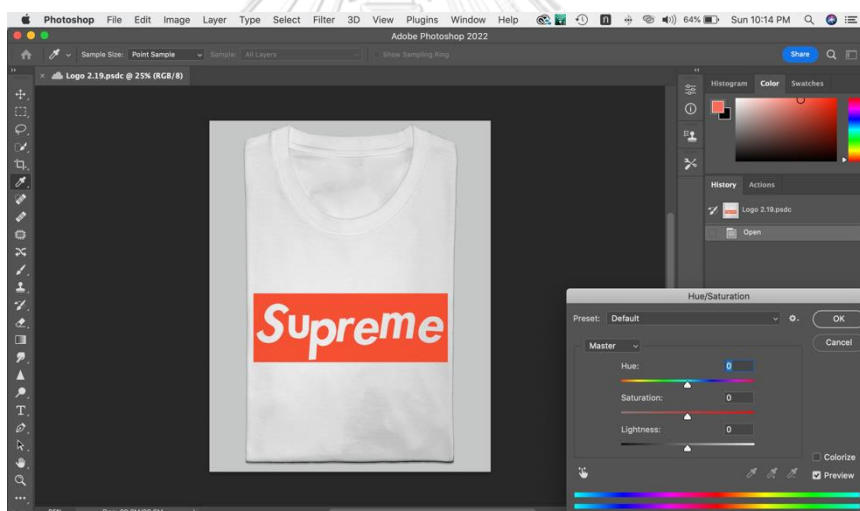 Photoshop File Edit Image Layer Type Select Filter 3D View Plugins Window Help 64% Sun 10:14 PM
Adobe Photoshop 2022
Sample Size: Point Sample Sample: All Layers Show Sampling Ring Share
× Logo 2.19.psdc @ 25% (RGB/8)
Histogram Color Swatches
History Actions
Logo 2.19.psdc
Open
Supreme
Hue/Saturation
Preset: Default OK
Master Cancel
Hue: 0
Saturation: 0
Lightness: 0
Colorize
Preview